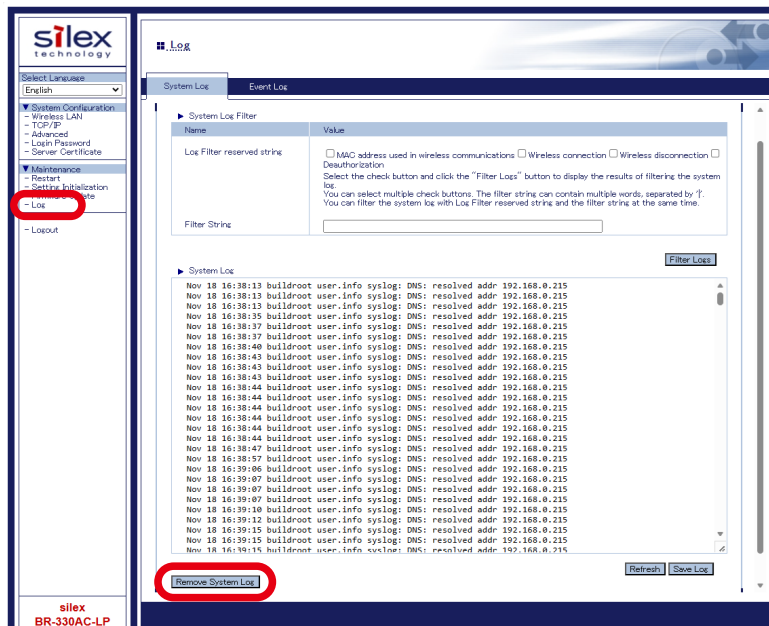 silex
technology
Select Language
English
▼ System Configuration
- Wireless LAN
- TCP/IP
- Advanced
- Login Password
- Server Certificate
▼ Maintenance
- Restart
- Setting Initialization
- Firmware Update
- Log
- Logout
silex
BR-330AC-LP
Log
System Log Event Log
System Log Filter
Name Value
Log Filter reserved string
MAC address used in wireless communications Wireless connection Wireless disconnection
Deauthorization
Select the check button and click the "Filter Logs" button to display the results of filtering the system
log.
You can select multiple check buttons. The filter string can contain multiple words, separated by '|'.
You can filter the system log with Log Filter reserved string and the filter string at the same time.
Filter String
Filter Logs
System Log
Nov 18 16:38:13 buildroot user.info syslog: DNS: resolved addr 192.168.0.215
Nov 18 16:38:13 buildroot user.info syslog: DNS: resolved addr 192.168.0.215
Nov 18 16:38:13 buildroot user.info syslog: DNS: resolved addr 192.168.0.215
Nov 18 16:38:35 buildroot user.info syslog: DNS: resolved addr 192.168.0.215
Nov 18 16:38:37 buildroot user.info syslog: DNS: resolved addr 192.168.0.215
Nov 18 16:38:37 buildroot user.info syslog: DNS: resolved addr 192.168.0.215
Nov 18 16:38:40 buildroot user.info syslog: DNS: resolved addr 192.168.0.215
Nov 18 16:38:43 buildroot user.info syslog: DNS: resolved addr 192.168.0.215
Nov 18 16:38:43 buildroot user.info syslog: DNS: resolved addr 192.168.0.215
Nov 18 16:38:43 buildroot user.info syslog: DNS: resolved addr 192.168.0.215
Nov 18 16:38:44 buildroot user.info syslog: DNS: resolved addr 192.168.0.215
Nov 18 16:38:44 buildroot user.info syslog: DNS: resolved addr 192.168.0.215
Nov 18 16:38:44 buildroot user.info syslog: DNS: resolved addr 192.168.0.215
Nov 18 16:38:44 buildroot user.info syslog: DNS: resolved addr 192.168.0.215
Nov 18 16:38:44 buildroot user.info syslog: DNS: resolved addr 192.168.0.215
Nov 18 16:38:44 buildroot user.info syslog: DNS: resolved addr 192.168.0.215
Nov 18 16:38:47 buildroot user.info syslog: DNS: resolved addr 192.168.0.215
Nov 18 16:38:57 buildroot user.info syslog: DNS: resolved addr 192.168.0.215
Nov 18 16:39:06 buildroot user.info syslog: DNS: resolved addr 192.168.0.215
Nov 18 16:39:07 buildroot user.info syslog: DNS: resolved addr 192.168.0.215
Nov 18 16:39:07 buildroot user.info syslog: DNS: resolved addr 192.168.0.215
Nov 18 16:39:07 buildroot user.info syslog: DNS: resolved addr 192.168.0.215
Nov 18 16:39:10 buildroot user.info syslog: DNS: resolved addr 192.168.0.215
Nov 18 16:39:12 buildroot user.info syslog: DNS: resolved addr 192.168.0.215
Nov 18 16:39:15 buildroot user.info syslog: DNS: resolved addr 192.168.0.215
Nov 18 16:39:15 buildroot user.info syslog: DNS: resolved addr 192.168.0.215
Nov 18 16:39:15 buildroot user.info syslog: DNS: resolved addr 192.168.0.215
Refresh Save Log
Remove System Log